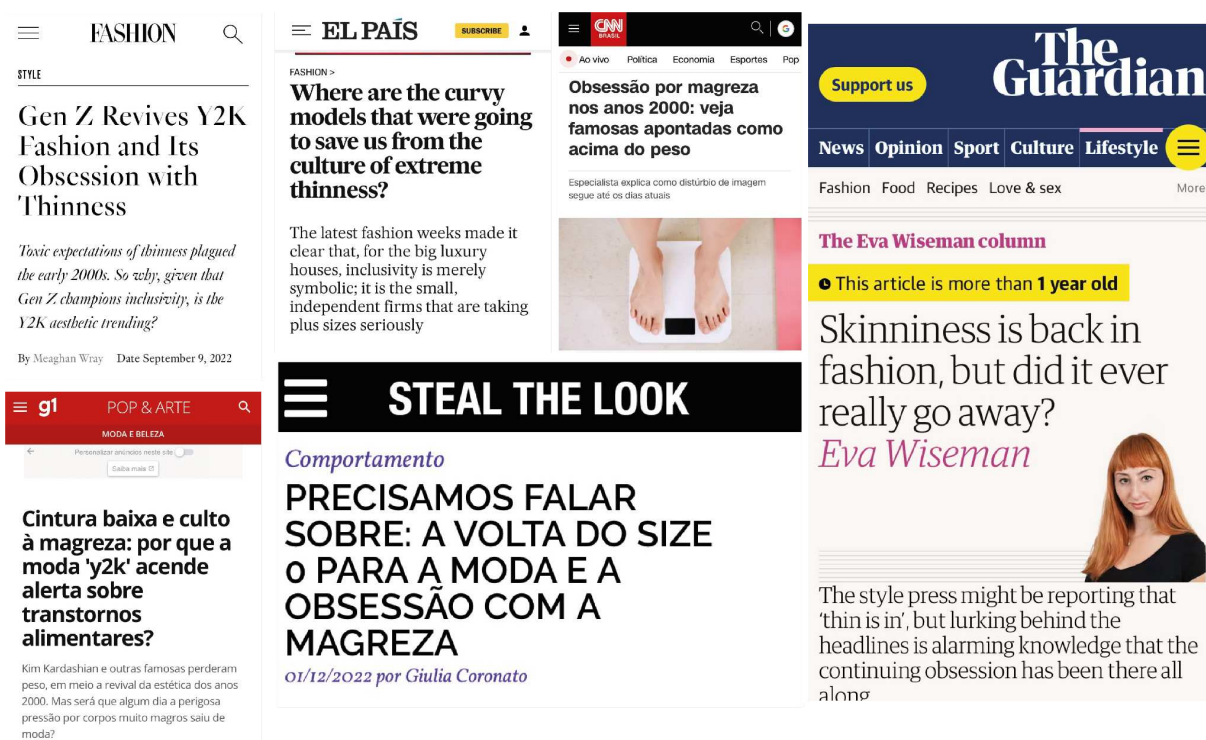 FASHION
STYLE
Gen Z Revives Y2K
Fashion and Its
Obsession with
Thinness
Toxic expectations of thinness plagued
the early 2000s. So why, given that
Gen Z champions inclusivity, is the
Y2K aesthetic trending?
By Meaghan Wray Date September 9, 2022
g1 POP & ARTE
MODA E BELEZA
Personalizar anúncios neste site
Saiba mais
Cintura baixa e culto
à magreza: por que a
moda 'y2k' acende
alerta sobre
transtornos
alimentares?
Kim Kardashian e outras famosas perderam
peso, em meio a revival da estética dos anos
2000. Mas será que algum dia a perigosa
pressão por corpos muito magros saiu de
moda?
EL PAÍS SUBSCRIBE
FASHION >
Where are the curvy
models that were going
to save us from the
culture of extreme
thinness?
The latest fashion weeks made it
clear that, for the big luxury
houses, inclusivity is merely
symbolic; it is the small,
independent firms that are taking
plus sizes seriously
CNN
BRASIL
G
Ao vivo Política Economia Esportes Pop
Obsessão por magreza
nos anos 2000: veja
famosas apontadas como
acima do peso
Especialista explica como distúrbio de imagem
segue até os dias atuais
STEAL THE LOOK
Comportamento
PRECISAMOS FALAR
SOBRE: A VOLTA DO SIZE
0 PARA A MODA E A
OBSESSÃO COM A
MAGREZA
01/12/2022 por Giulia Coronato
The
Guardian
Support us
News Opinion Sport Culture Lifestyle
Fashion Food Recipes Love & sex More
The Eva Wiseman column
This article is more than 1 year old
Skinniness is back in
fashion, but did it ever
really go away?
Eva Wiseman
The style press might be reporting that
‘thin is in’, but lurking behind the
headlines is alarming knowledge that the
continuing obsession has been there all
along